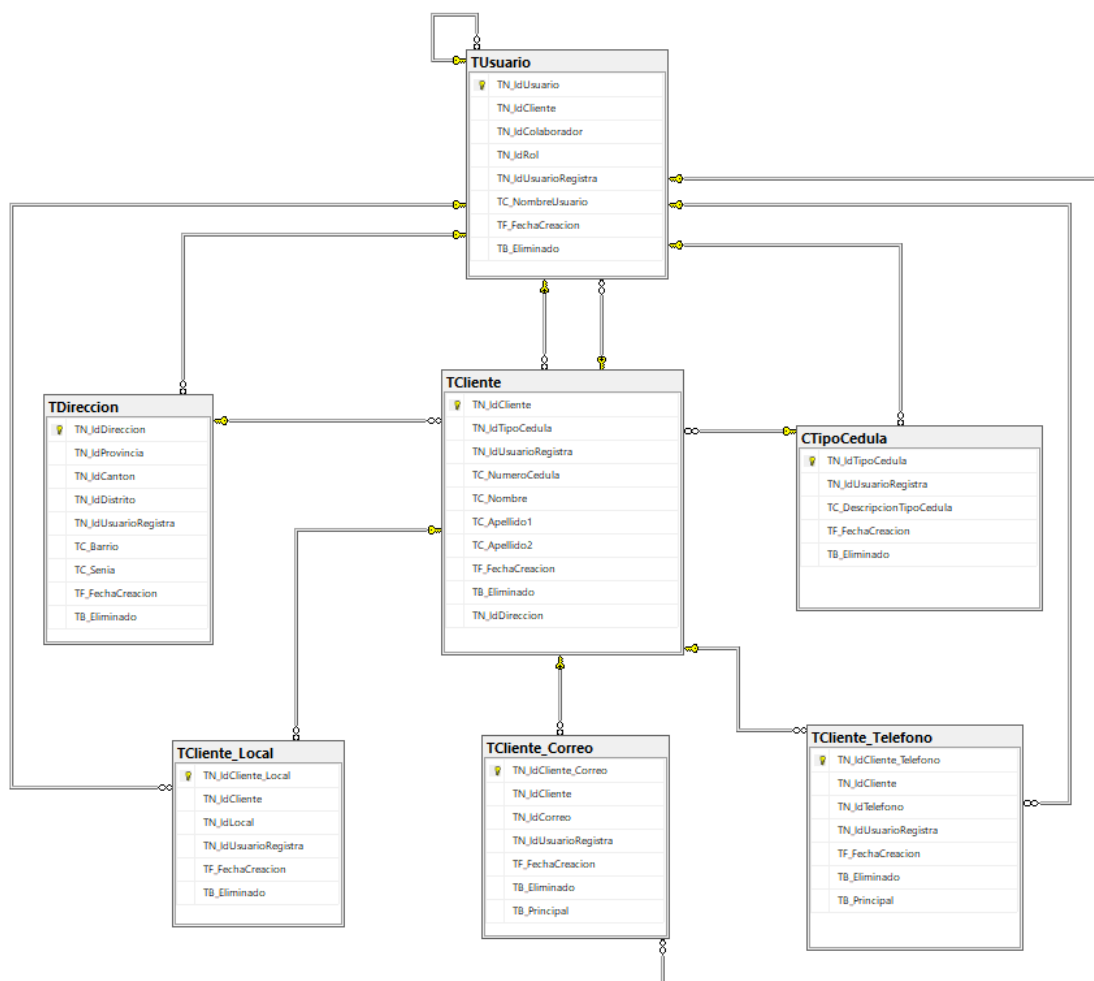 TUsuario
TN_IdUsuario
TN_IdCliente
TN_IdColaborador
TN_IdRol
TN_IdUsuarioRegistra
TC_NombreUsuario
TF_FechaCreacion
TB_Eliminado
TDireccion
TN_IdDireccion
TN_IdProvincia
TN_IdCanton
TN_IdDistrito
TN_IdUsuarioRegistra
TC_Barrio
TC_Senia
TF_FechaCreacion
TB_Eliminado
TCliente
TN_IdCliente
TN_IdTipoCedula
TN_IdUsuarioRegistra
TC_NumeroCedula
TC_Nombre
TC_Apellido1
TC_Apellido2
TF_FechaCreacion
TB_Eliminado
TN_IdDireccion
CTipoCedula
TN_IdTipoCedula
TN_IdUsuarioRegistra
TC_DescripcionTipoCedula
TF_FechaCreacion
TB_Eliminado
TCliente_Local
TN_IdCliente_Local
TN_IdCliente
TN_IdLocal
TN_IdUsuarioRegistra
TF_FechaCreacion
TB_Eliminado
TCliente_Correo
TN_IdCliente_Correo
TN_IdCliente
TN_IdCorreo
TN_IdUsuarioRegistra
TF_FechaCreacion
TB_Eliminado
TB_Principal
TCliente_Telefono
TN_IdCliente_Telefono
TN_IdCliente
TN_IdTelefono
TN_IdUsuarioRegistra
TF_FechaCreacion
TB_Eliminado
TB_Principal